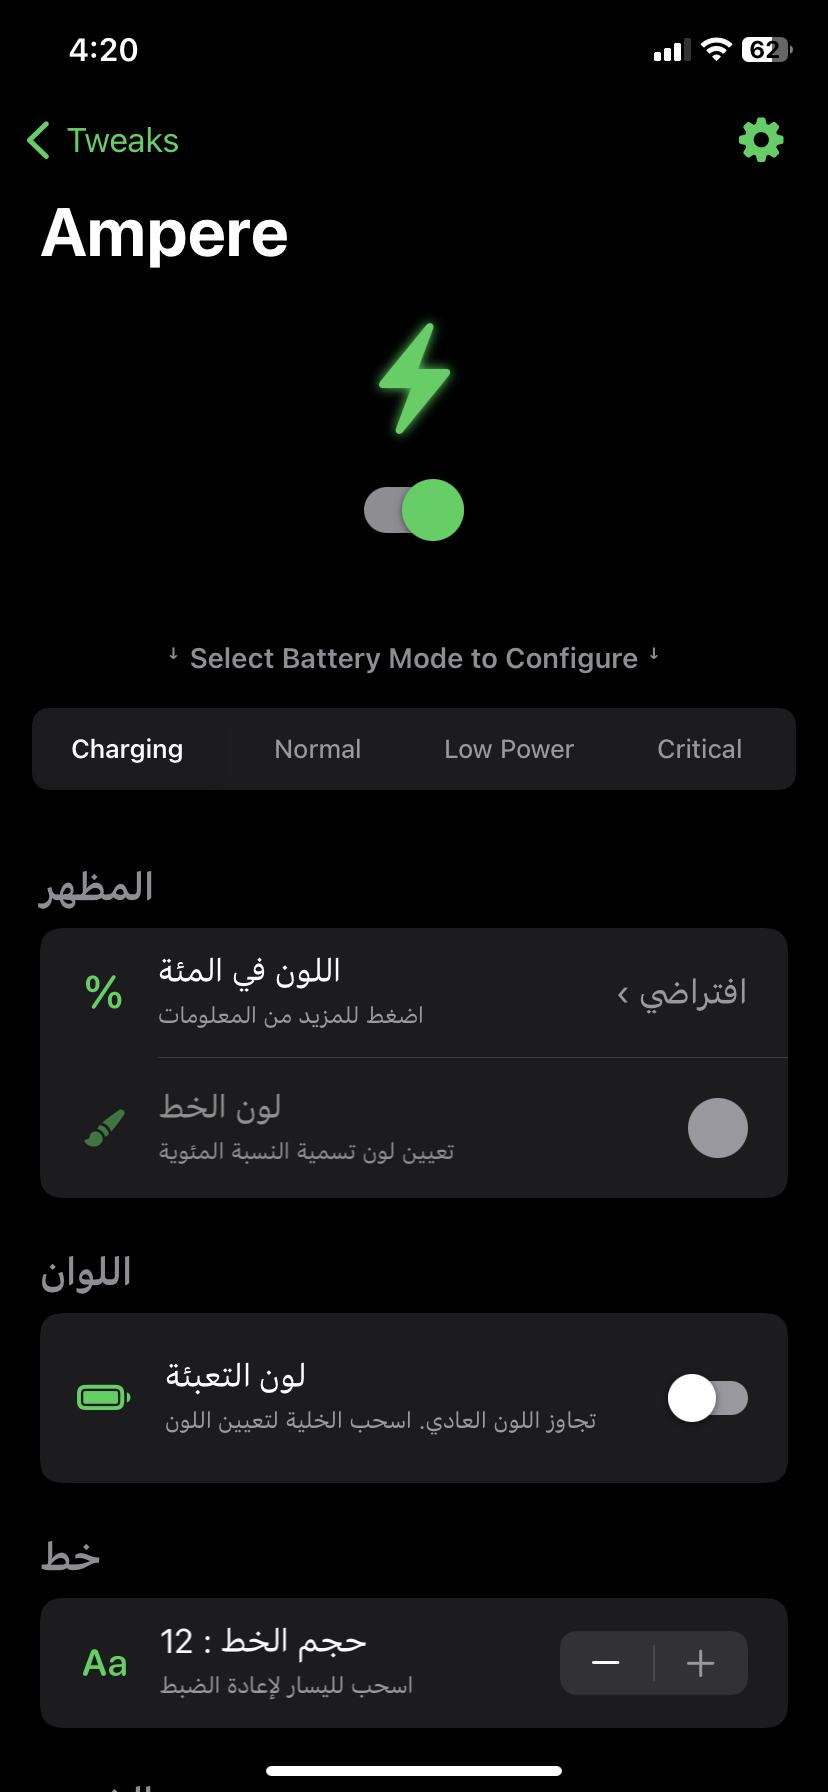 4:20
62
Tweaks
Ampere
↓ Select Battery Mode to Configure ↓
Charging Normal Low Power Critical
المظهر
%
اللون في المئة
اضغط للمزيد من المعلومات
افتراضي ›
لون الخط
تعيين لون تسمية النسبة المئوية
اللوان
لون التعبئة
تجاوز اللون العادي. اسحب الخلية لتعيين اللون
خط
Aa
حجم الخط : 12
اسحب لليسار لإعادة الضبط
− +